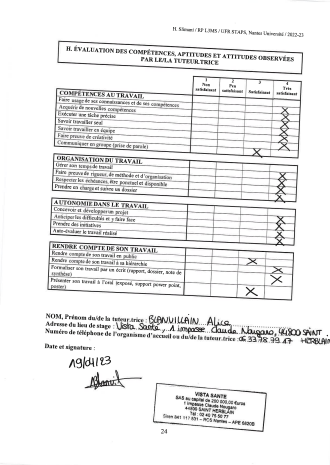 H. Slimani / RP L3MS / UFR STAPS, Nantes Université / 2022-23
H. ÉVALUATION DES COMPÉTENCES, APTITUDES ET ATTITUDES OBSERVÉES
PAR LE/LA TUTEUR.TRICE
1 Non satisfaisant
2 Peu satisfaisant
3 Satisfaisant
4 Très satisfaisant
COMPÉTENCES AU TRAVAIL
Faire usage de ses connaissances et de ses compétences
Acquérir de nouvelles compétences
Exécuter une tâche précise
Savoir travailler seul
Savoir travailler en équipe
Faire preuve de créativité
Communiquer en groupe (prise de parole)
ORGANISATION DU TRAVAIL
Gérer son temps de travail
Faire preuve de rigueur, de méthode et d'organisation
Respecter les échéances, être ponctuel et disponible
Prendre en charge et suivre un dossier
AUTONOMIE DANS LE TRAVAIL
Concevoir et développer un projet
Anticiper les difficultés et y faire face
Prendre des initiatives
Auto-évaluer le travail réalisé
RENDRE COMPTE DE SON TRAVAIL
Rendre compte de son travail en public
Rendre compte de son travail à sa hiérarchie
Formaliser son travail par un écrit (rapport, dossier, note de
synthèse)
Présenter son travail à l'oral (exposé, support power point,
poster)
NOM, Prénom du/de la tuteur.trice : BLANVILLAIN Alice
Adresse du lieu de stage : Vista Santé, 1 impasse Claude Nougaro, 44800 SAINT HERBLAIN
Numéro de téléphone de l'organisme d'accueil ou du/de la tuteur.trice : 06 33.78.79.17
Date et signature :
19/04/23
VISTA SANTE
SAS au capital de 200 000,00 Euros
1 Impasse Claude Nougaro
44800 SAINT HERBLAIN
24